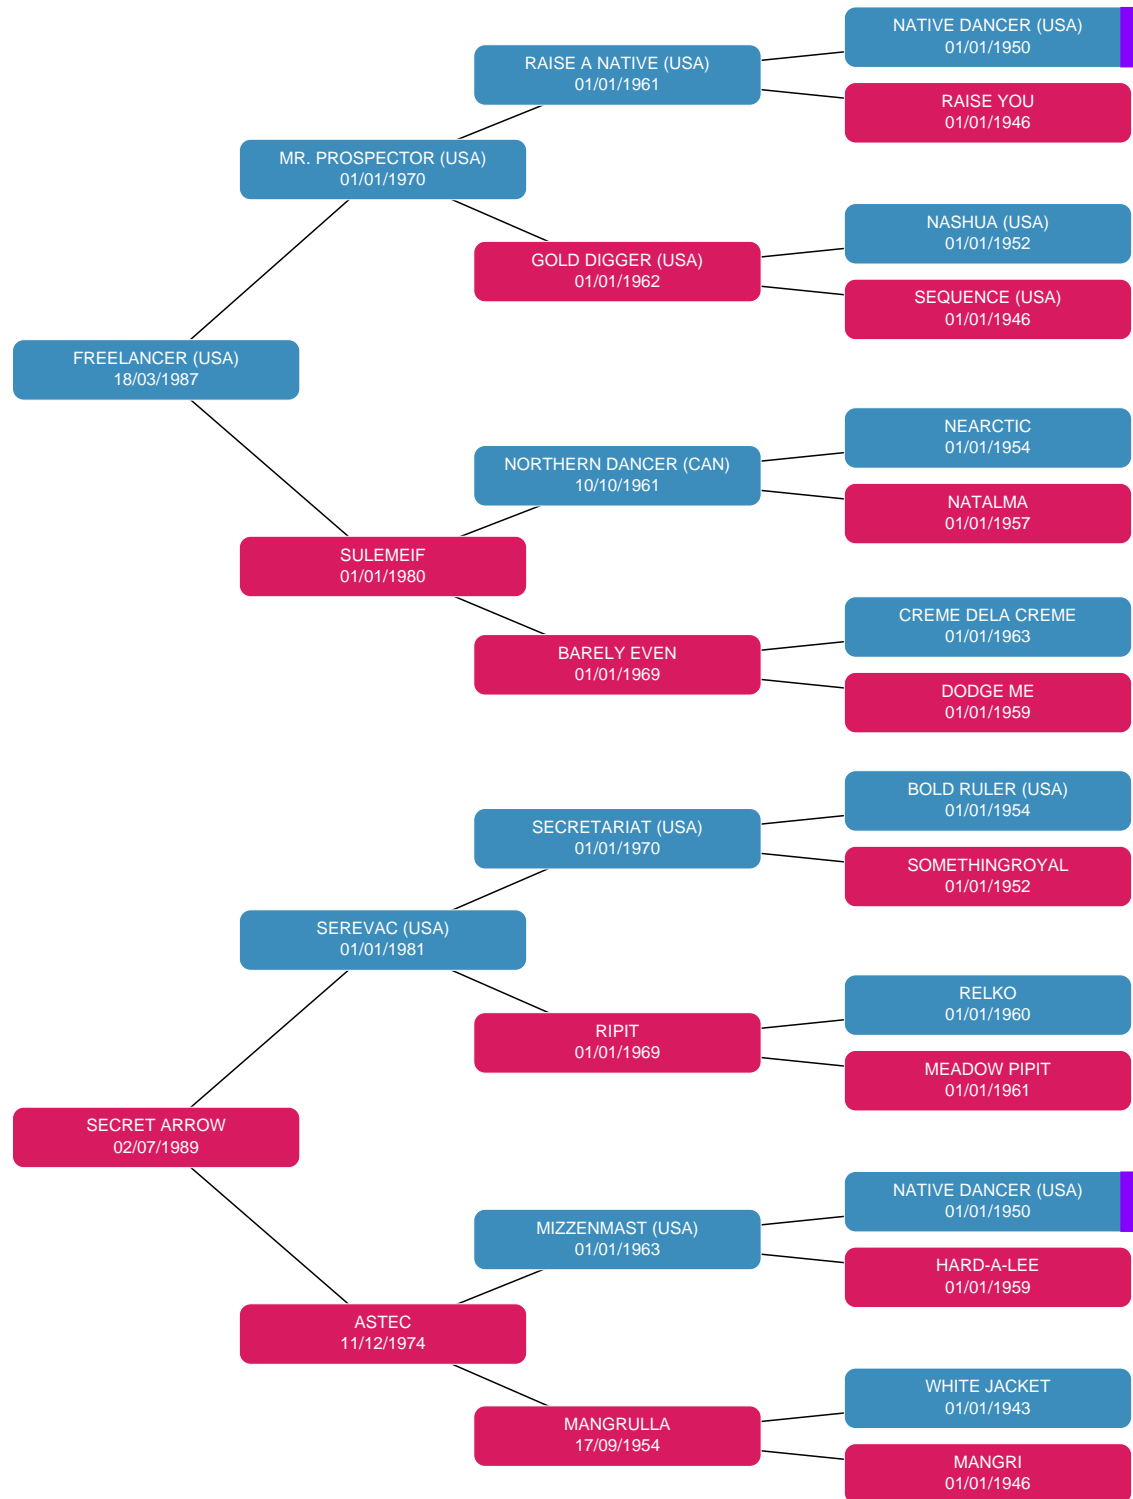 NATIVE DANCER (USA)
01/01/1950
RAISE A NATIVE (USA)
01/01/1961
RAISE YOU
01/01/1946
MR. PROSPECTOR (USA)
01/01/1970
NASHUA (USA)
01/01/1952
GOLD DIGGER (USA)
01/01/1962
SEQUENCE (USA)
01/01/1946
FREELANCER (USA)
18/03/1987
NEARCTIC
01/01/1954
NORTHERN DANCER (CAN)
10/10/1961
NATALMA
01/01/1957
SULEMEIF
01/01/1980
CREME DELA CREME
01/01/1963
BARELY EVEN
01/01/1969
DODGE ME
01/01/1959
BOLD RULER (USA)
01/01/1954
SECRETARIAT (USA)
01/01/1970
SOMETHINGROYAL
01/01/1952
SEREVAC (USA)
01/01/1981
RELKO
01/01/1960
RIPIT
01/01/1969
MEADOW PIPIT
01/01/1961
SECRET ARROW
02/07/1989
NATIVE DANCER (USA)
01/01/1950
MIZZENMAST (USA)
01/01/1963
HARD-A-LEE
01/01/1959
ASTEC
11/12/1974
WHITE JACKET
01/01/1943
MANGRULLA
17/09/1954
MANGRI
01/01/1946